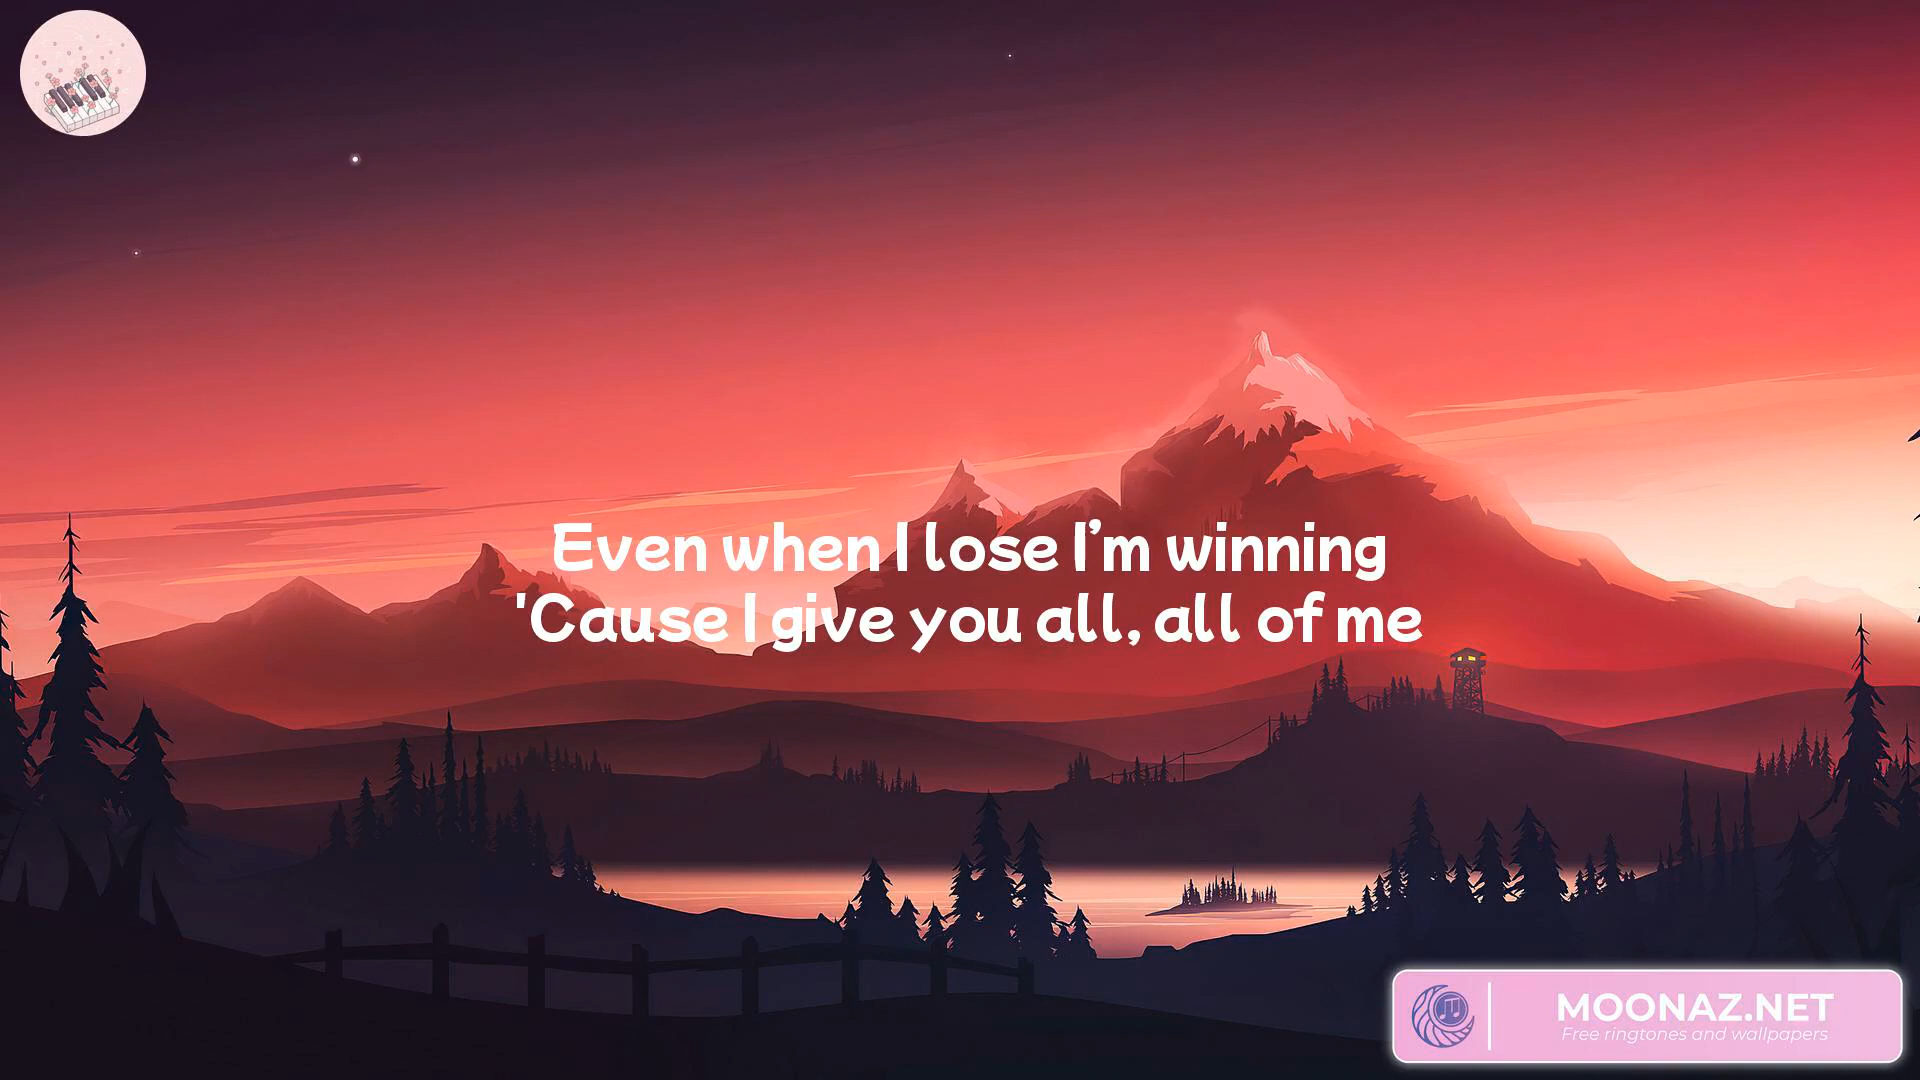 Even when I lose I’m winning
'Cause I give you all, all of me
MOONAZ.NET
Free ringtones and wallpapers